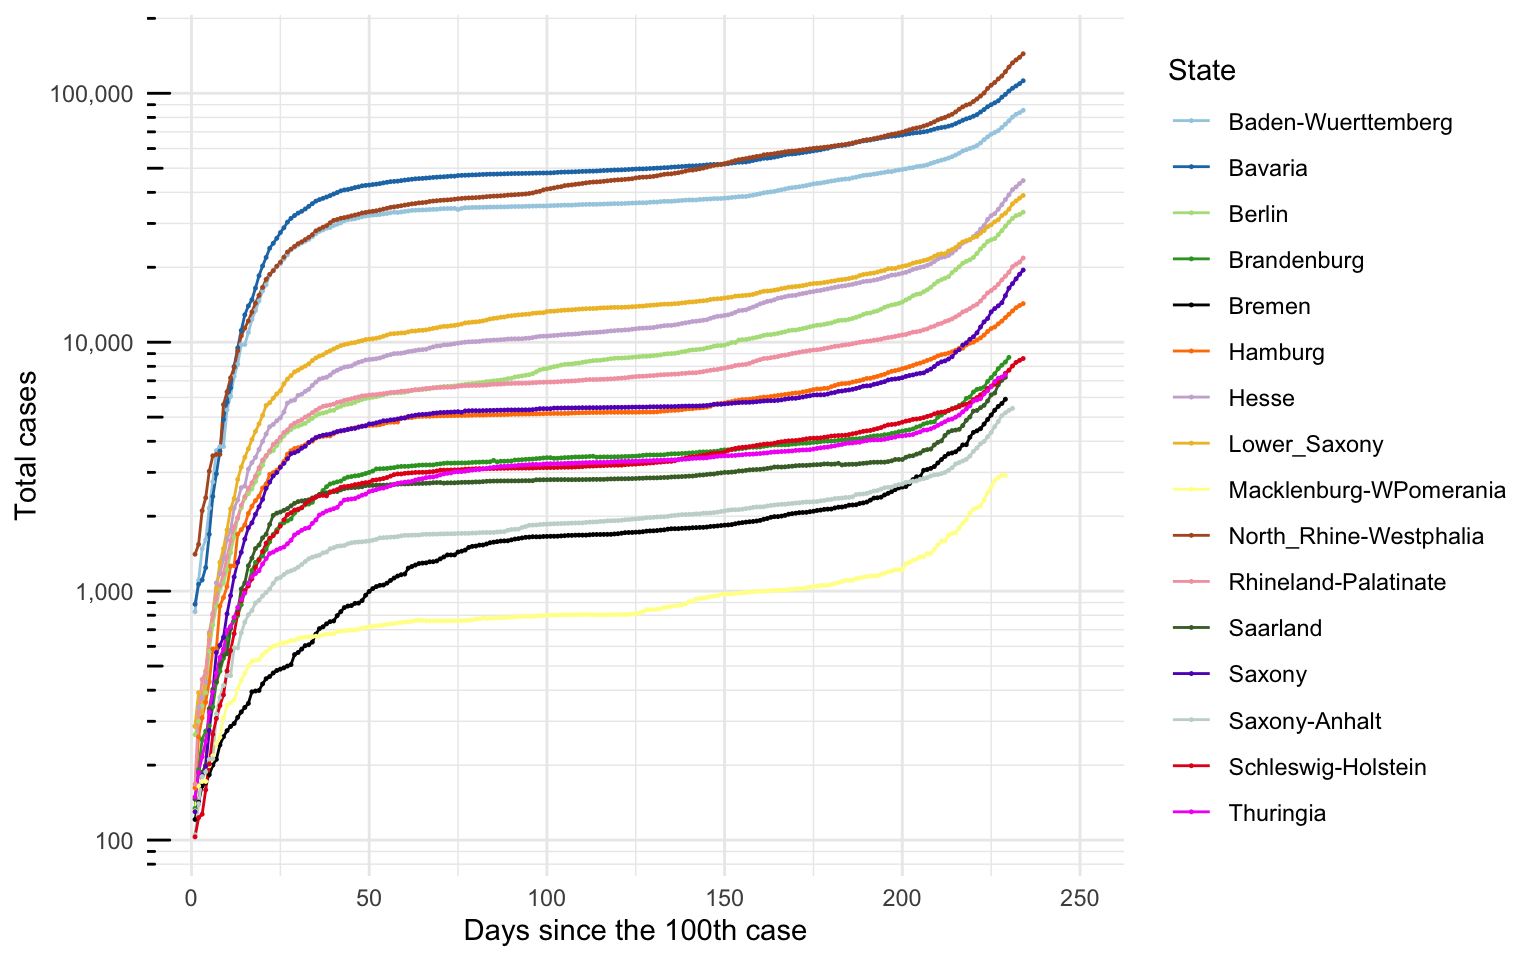 100,000
10,000
1,000
100
Total cases
0
50
100
150
200
250
Days since the 100th case
State
Baden-Wuerttemberg
Bavaria
Berlin
Brandenburg
Bremen
Hamburg
Hesse
Lower_Saxony
Macklenburg-WPomerania
North_Rhine-Westphalia
Rhineland-Palatinate
Saarland
Saxony
Saxony-Anhalt
Schleswig-Holstein
Thuringia